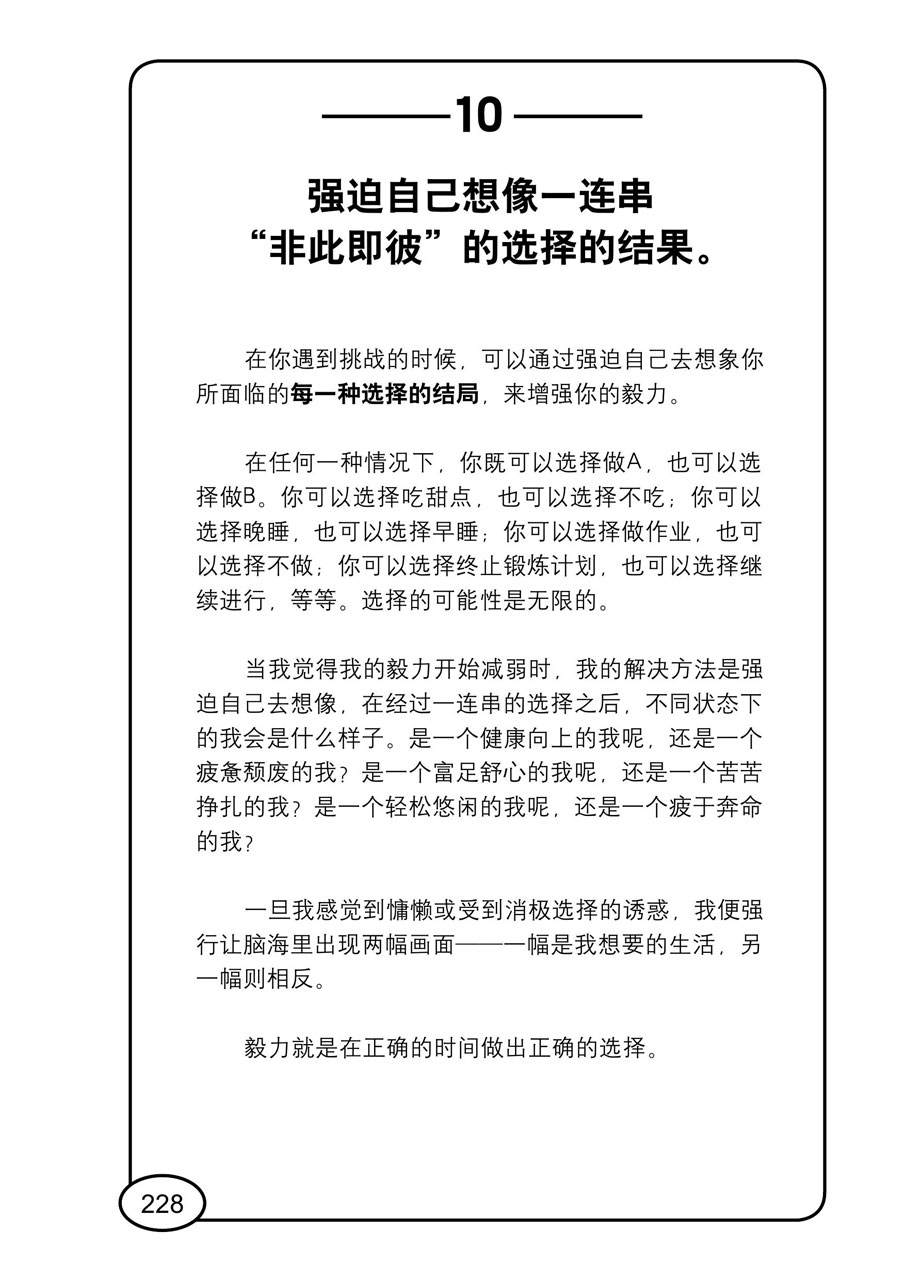 10
强迫自己想像一连串
“非此即彼”的选择的结果。
在你遇到挑战的时候，可以通过强迫自己去想象你
所面临的每一种选择的结局，来增强你的毅力。
在任何一种情况下，你既可以选择做A，也可以选
择做B。你可以选择吃甜点，也可以选择不吃；你可以
选择晚睡，也可以选择早睡；你可以选择做作业，也可
以选择不做；你可以选择终止锻炼计划，也可以选择继
续进行，等等。选择的可能性是无限的。
当我觉得我的毅力开始减弱时，我的解决方法是强
迫自己去想像，在经过一连串的选择之后，不同状态下
的我会是什么样子。是一个健康向上的我呢，还是一个
疲惫颓废的我？是一个富足舒心的我呢，还是一个苦苦
挣扎的我？是一个轻松悠闲的我呢，还是一个疲于奔命
的我？
一旦我感觉到慵懒或受到消极选择的诱惑，我便强
行让脑海里出现两幅画面——一幅是我想要的生活，另
一幅则相反。
毅力就是在正确的时间做出正确的选择。
228